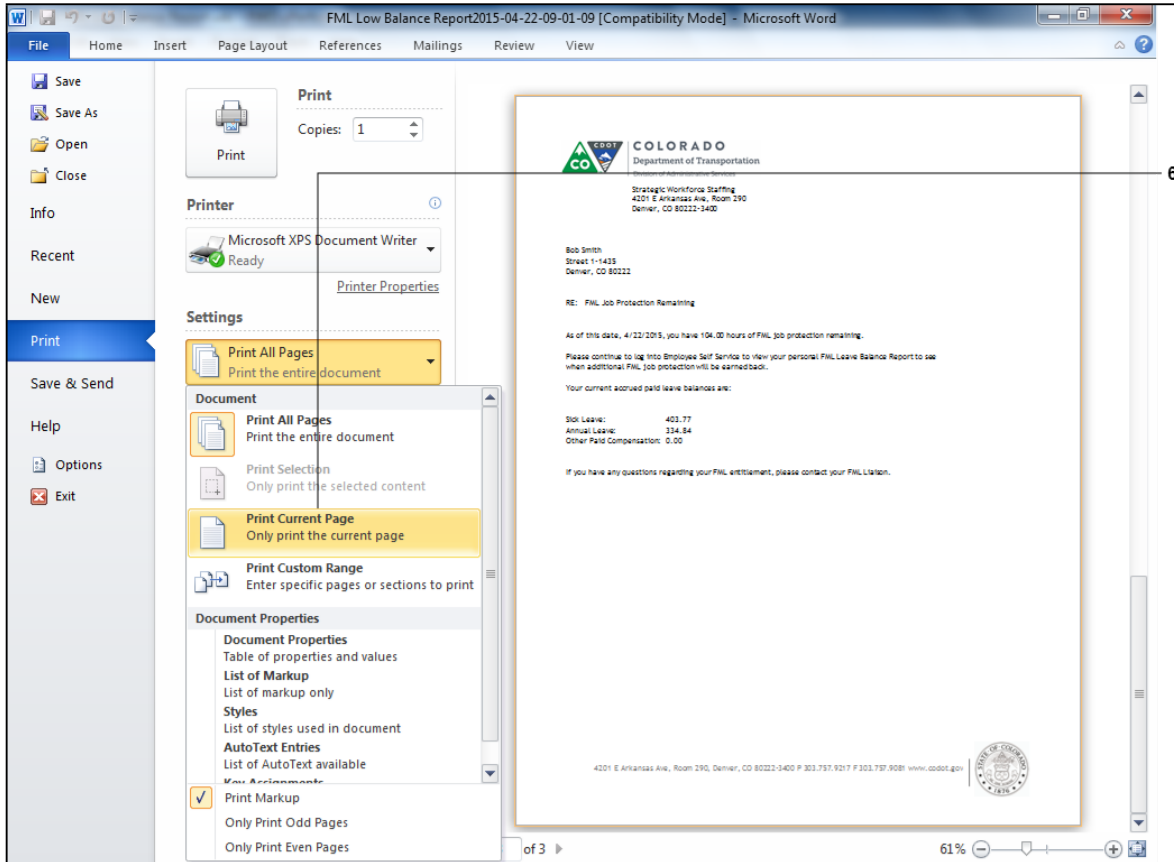 FML Low Balance Report2015-04-22-09-01-09 [Compatibility Mode] - Microsoft Word
File Home Insert Page Layout References Mailings Review View
Save
Save As
Open
Close
Info
Recent
New
Print
Save & Send
Help
Options
Exit
Print
Print
Copies: 1
Printer
Microsoft XPS Document Writer
Ready
Printer Properties
Settings
Print All Pages
Print the entire document
Document
Print All Pages
Print the entire document
Print Selection
Only print the selected content
Print Current Page
Only print the current page
Print Custom Range
Enter specific pages or sections to print
Document Properties
Document Properties
Table of properties and values
List of Markup
List of markup only
Styles
List of styles used in document
AutoText Entries
List of AutoText available
Key Assignments
Print Markup
Only Print Odd Pages
Only Print Even Pages
CO
CDOT
COLORADO
Department of Transportation
Division of Administrative Services
Strategic Workforce Staffing
4201 E Arkansas Ave, Room 290
Denver, CO 80222-3400
Bob Smith
Street 1-1435
Denver, CO 80222
RE: FML Job Protection Remaining
As of this date, 4/22/2015, you have 104.00 hours of FML job protection remaining.
Please continue to log into Employee Self Service to view your personal FML Leave Balance Report to see
when additional FML job protection will be earned back.
Your current accrued paid leave balances are:
Sick Leave: 403.77
Annual Leave: 334.84
Other Paid Compensation: 0.00
If you have any questions regarding your FML entitlement, please contact your FML Liaison.
4201 E Arkansas Ave, Room 290, Denver, CO 80222-3400 P 303.757.9217 F 303.757.9081 www.codot.gov
STATE OF COLORADO
1876
of 3
61%
6